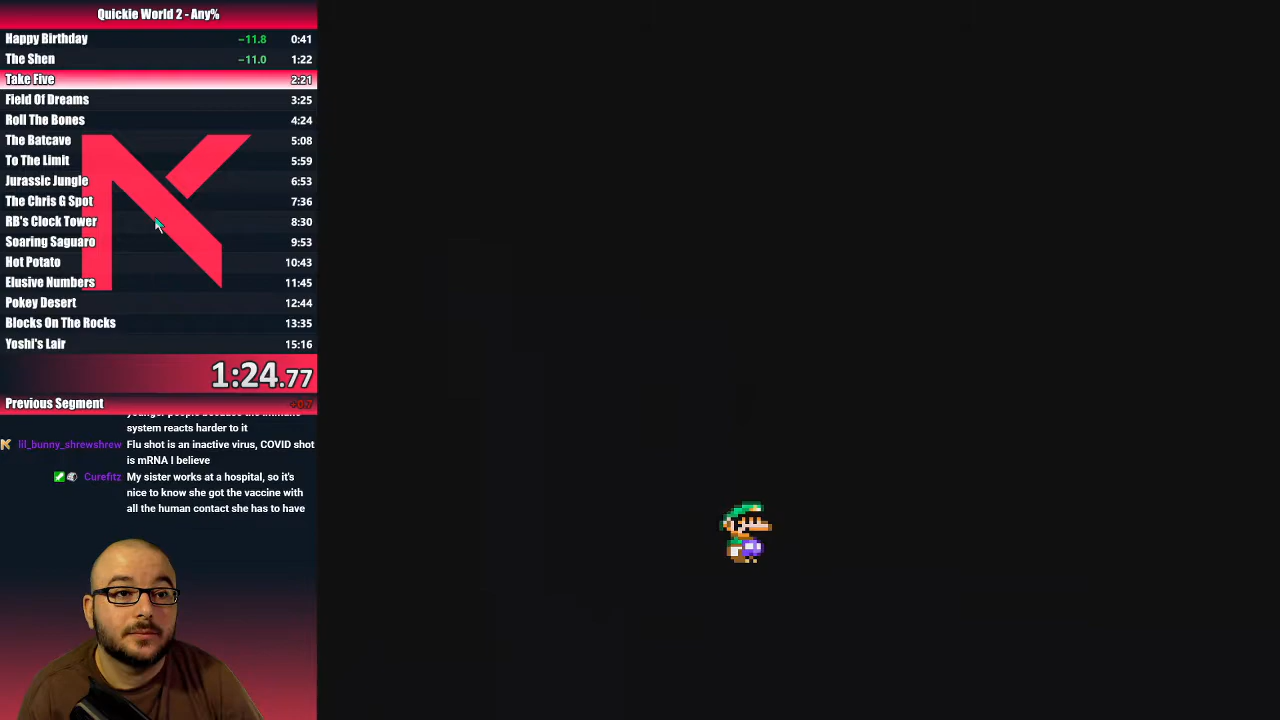 Quickie World 2 - Any%
Happy Birthday -11.8 0:41
The Shen -11.0 1:22
Take Five 2:21
Field Of Dreams 3:25
Roll The Bones 4:24
The Batcave 5:08
To The Limit 5:59
Jurassic Jungle 6:53
The Chris G Spot 7:36
RB's Clock Tower 8:30
Soaring Saguaro 9:53
Hot Potato 10:43
Elusive Numbers 11:45
Pokey Desert 12:44
Blocks On The Rocks 13:35
Yoshi's Lair 15:16
1:24.77
Previous Segment +0.7
system reacts harder to it
lil_bunny_shrewshrew Flu shot is an inactive virus, COVID shot
is mRNA I believe
Curefitz My sister works at a hospital, so it's
nice to know she got the vaccine with
all the human contact she has to have